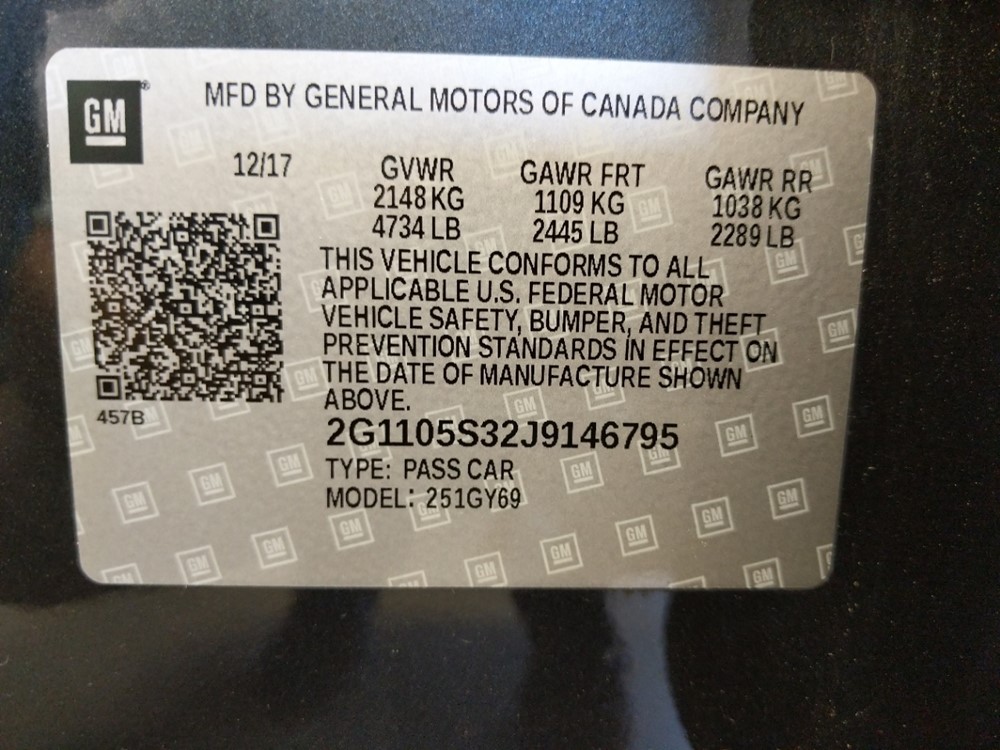 GM
MFD BY GENERAL MOTORS OF CANADA COMPANY
12/17 GVWR GAWR FRT GAWR RR
2148 KG 1109 KG 1038 KG
4734 LB 2445 LB 2289 LB
THIS VEHICLE CONFORMS TO ALL
APPLICABLE U.S. FEDERAL MOTOR
VEHICLE SAFETY, BUMPER, AND THEFT
PREVENTION STANDARDS IN EFFECT ON
THE DATE OF MANUFACTURE SHOWN
ABOVE.
457B
2G1105S32J9146795
TYPE: PASS CAR
MODEL: 251GY69